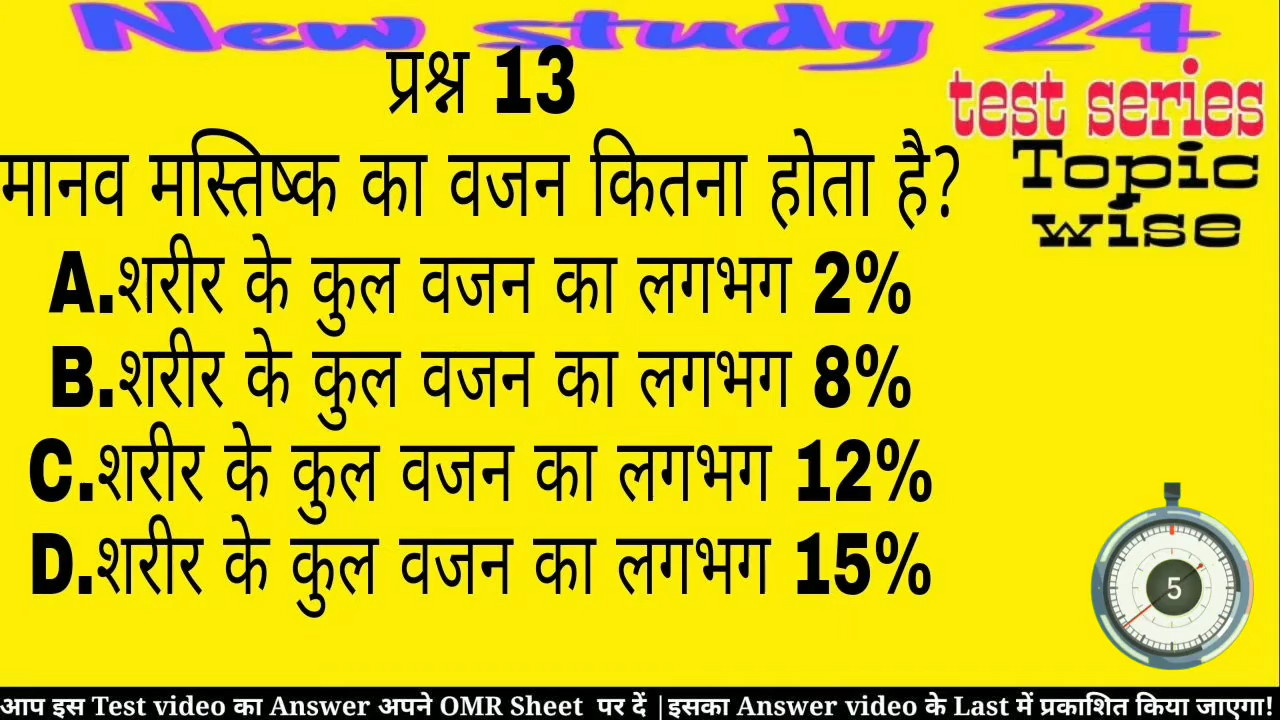 New study 24
प्रश्न 13
test series
Topic
wise
मानव मस्तिष्क का वजन कितना होता है?
A.शरीर के कुल वजन का लगभग 2%
B.शरीर के कुल वजन का लगभग 8%
C.शरीर के कुल वजन का लगभग 12%
D.शरीर के कुल वजन का लगभग 15%
5
आप इस Test video का Answer अपने OMR Sheet पर दें |इसका Answer video के Last में प्रकाशित किया जाएगा!